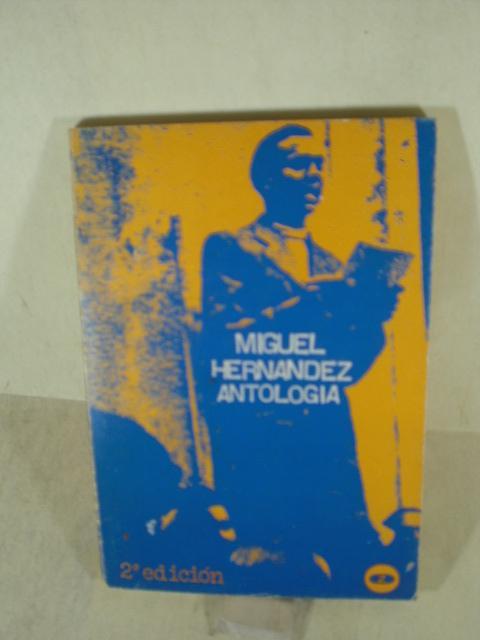 MIGUEL
HERNANDEZ
ANTOLOGIA
2ª edición